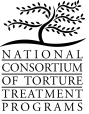 NATIONAL
CONSORTIUM
OF TORTURE
TREATMENT
PROGRAMS